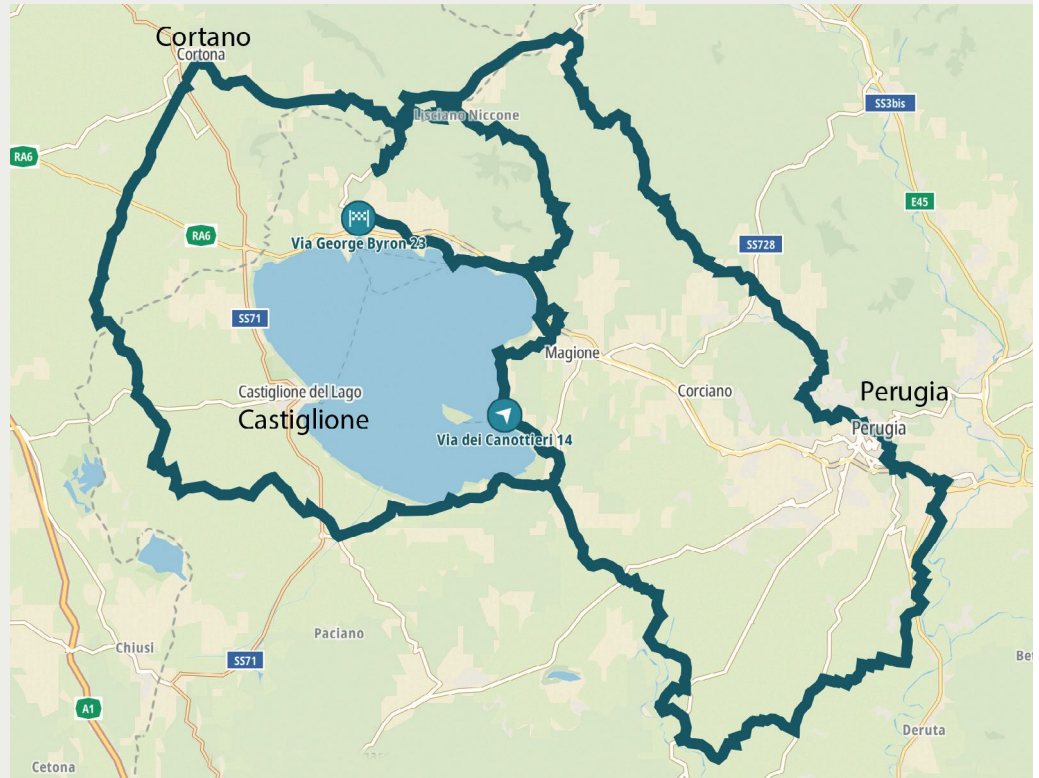 Cortano
Cortona
SS3bis
Lisciano Niccone
RA6
E45
RA6
Via George Byron 23
SS728
SS71
Magione
Castiglione del Lago
Corciano
Perugia
Castiglione
Perugia
Via dei Canottieri 14
Paciano
Chiusi
SS71
Be
A1
Deruta
Cetona